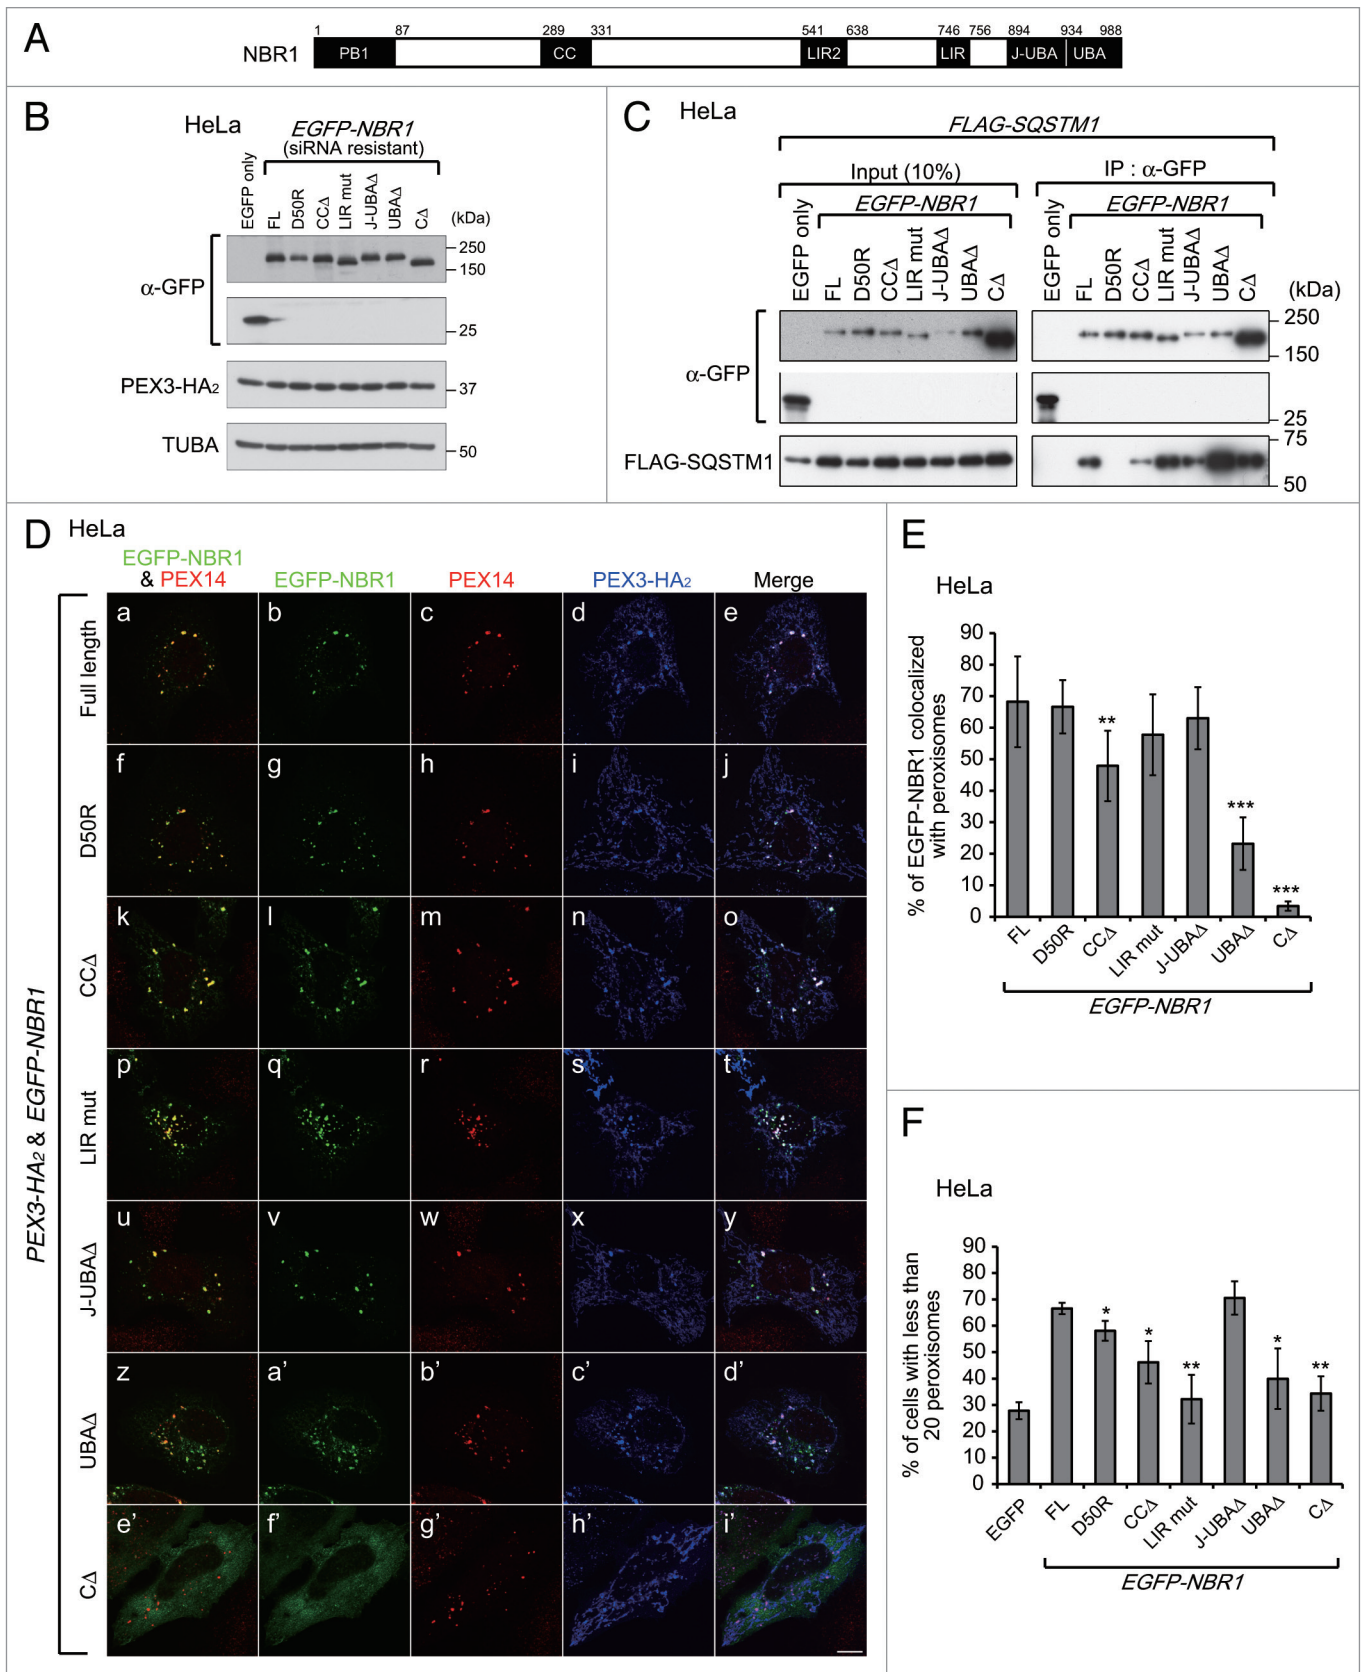 A
1 87 289 331 541 638 746 756 894 934 988
NBR1 PB1 CC LIR2 LIR J-UBA UBA
B
HeLa
EGFP-NBR1
(siRNA resistant)
EGFP only FL D50R CCΔ LIR mut J-UBAΔ UBAΔ CΔ (kDa)
α-GFP
250
150
25
PEX3-HA2 37
TUBA 50
C
HeLa
FLAG-SQSTM1
Input (10%) IP : α-GFP
EGFP-NBR1 EGFP-NBR1
EGFP only FL D50R CCΔ LIR mut J-UBAΔ UBAΔ CΔ EGFP only FL D50R CCΔ LIR mut J-UBAΔ UBAΔ CΔ (kDa)
α-GFP
250
150
25
75
FLAG-SQSTM1
50
D
HeLa
EGFP-NBR1
& PEX14 EGFP-NBR1 PEX14 PEX3-HA2 Merge
PEX3-HA2 & EGFP-NBR1
Full length a b c d e
D50R f g h i j
CCΔ k l m n o
LIR mut p q r s t
J-UBAΔ u v w x y
UBAΔ z a’ b’ c’ d’
CΔ e’ f’ g’ h’ i’
E
HeLa
% of EGFP-NBR1 colocalized
with peroxisomes
90
80
70
60
50
40
30
20
10
0
** *** ***
FL D50R CCΔ LIR mut J-UBAΔ UBAΔ CΔ
EGFP-NBR1
F
HeLa
% of cells with less than
20 peroxisomes
90
80
70
60
50
40
30
20
10
0
* * ** * **
EGFP FL D50R CCΔ LIR mut J-UBAΔ UBAΔ CΔ
EGFP-NBR1